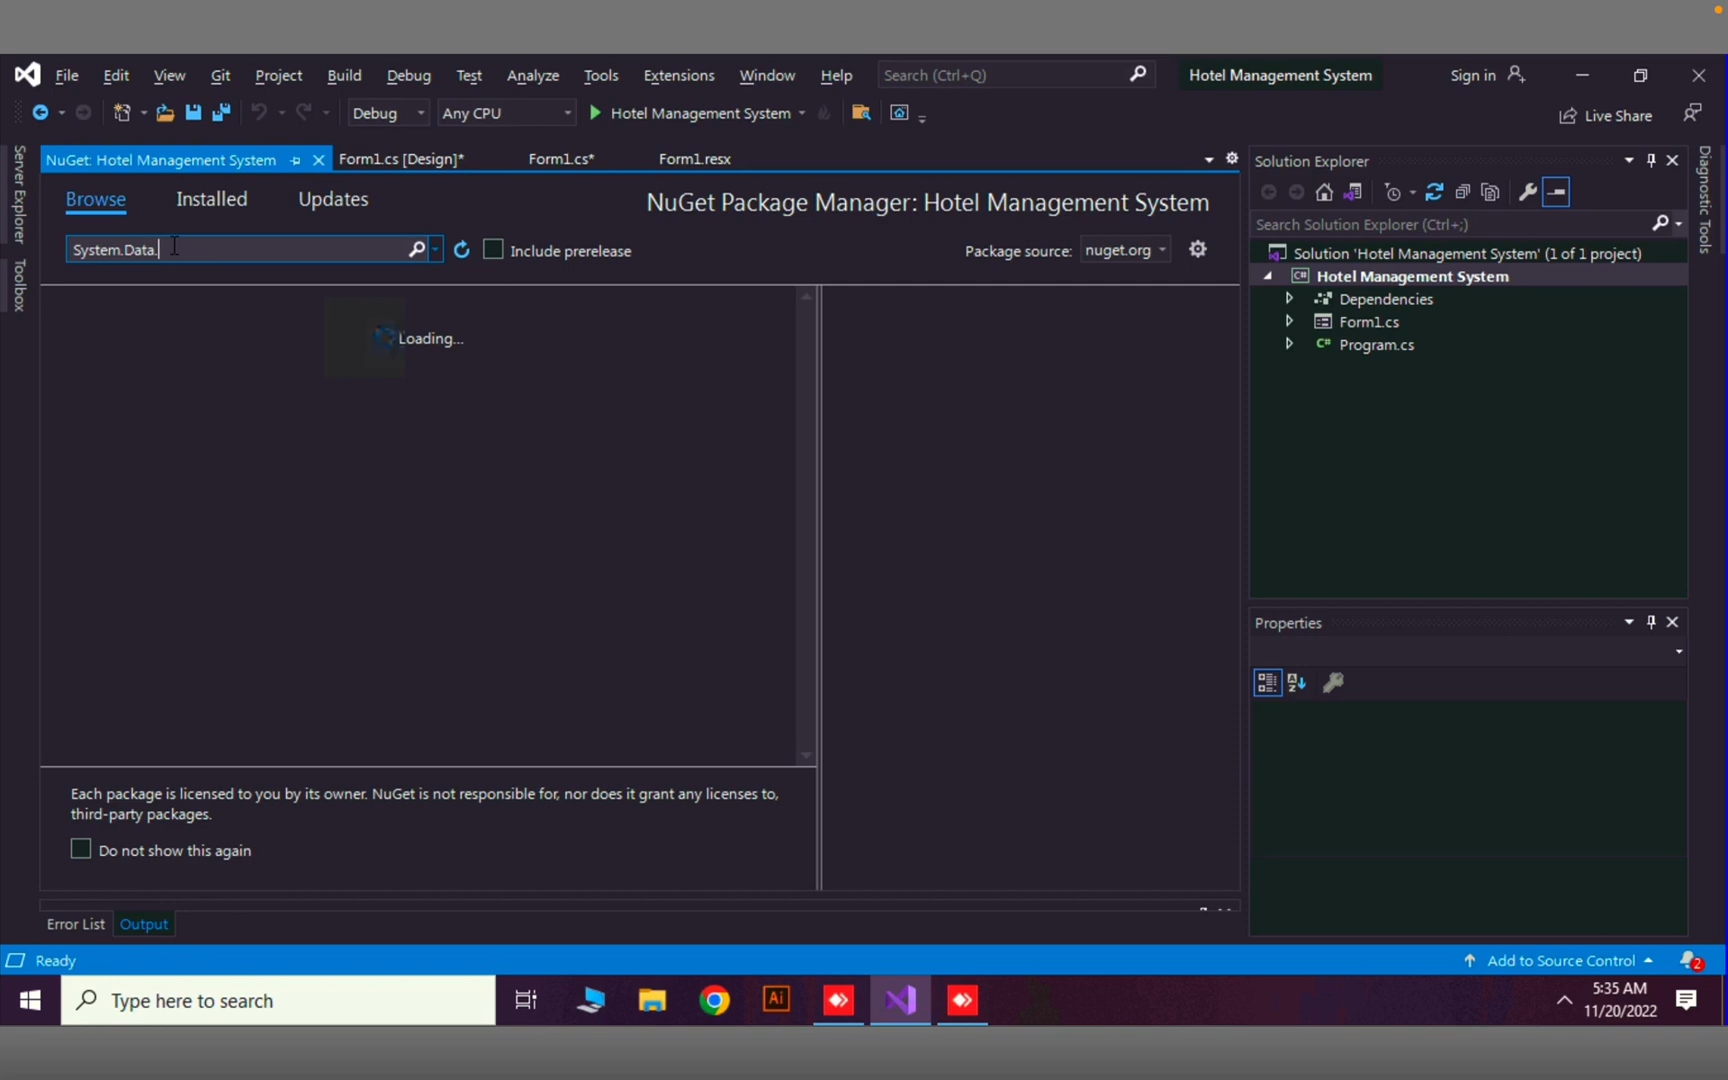 File Edit View Git Project Build Debug Test Analyze Tools Extensions Window Help Search (Ctrl+Q) Hotel Management System Sign in
Debug Any CPU Hotel Management System Live Share
Server Explorer
Toolbox
NuGet: Hotel Management System Form1.cs [Design]* Form1.cs* Form1.resx
Browse Installed Updates NuGet Package Manager: Hotel Management System
System.Data. Include prerelease Package source: nuget.org
Loading...
Each package is licensed to you by its owner. NuGet is not responsible for, nor does it grant any licenses to,
third-party packages.
Do not show this again
Solution Explorer
Search Solution Explorer (Ctrl+;)
Solution 'Hotel Management System' (1 of 1 project)
C# Hotel Management System
Dependencies
Form1.cs
C# Program.cs
Properties
Diagnostic Tools
Error List Output
Ready Add to Source Control 2
Type here to search Ai
5:35 AM
11/20/2022